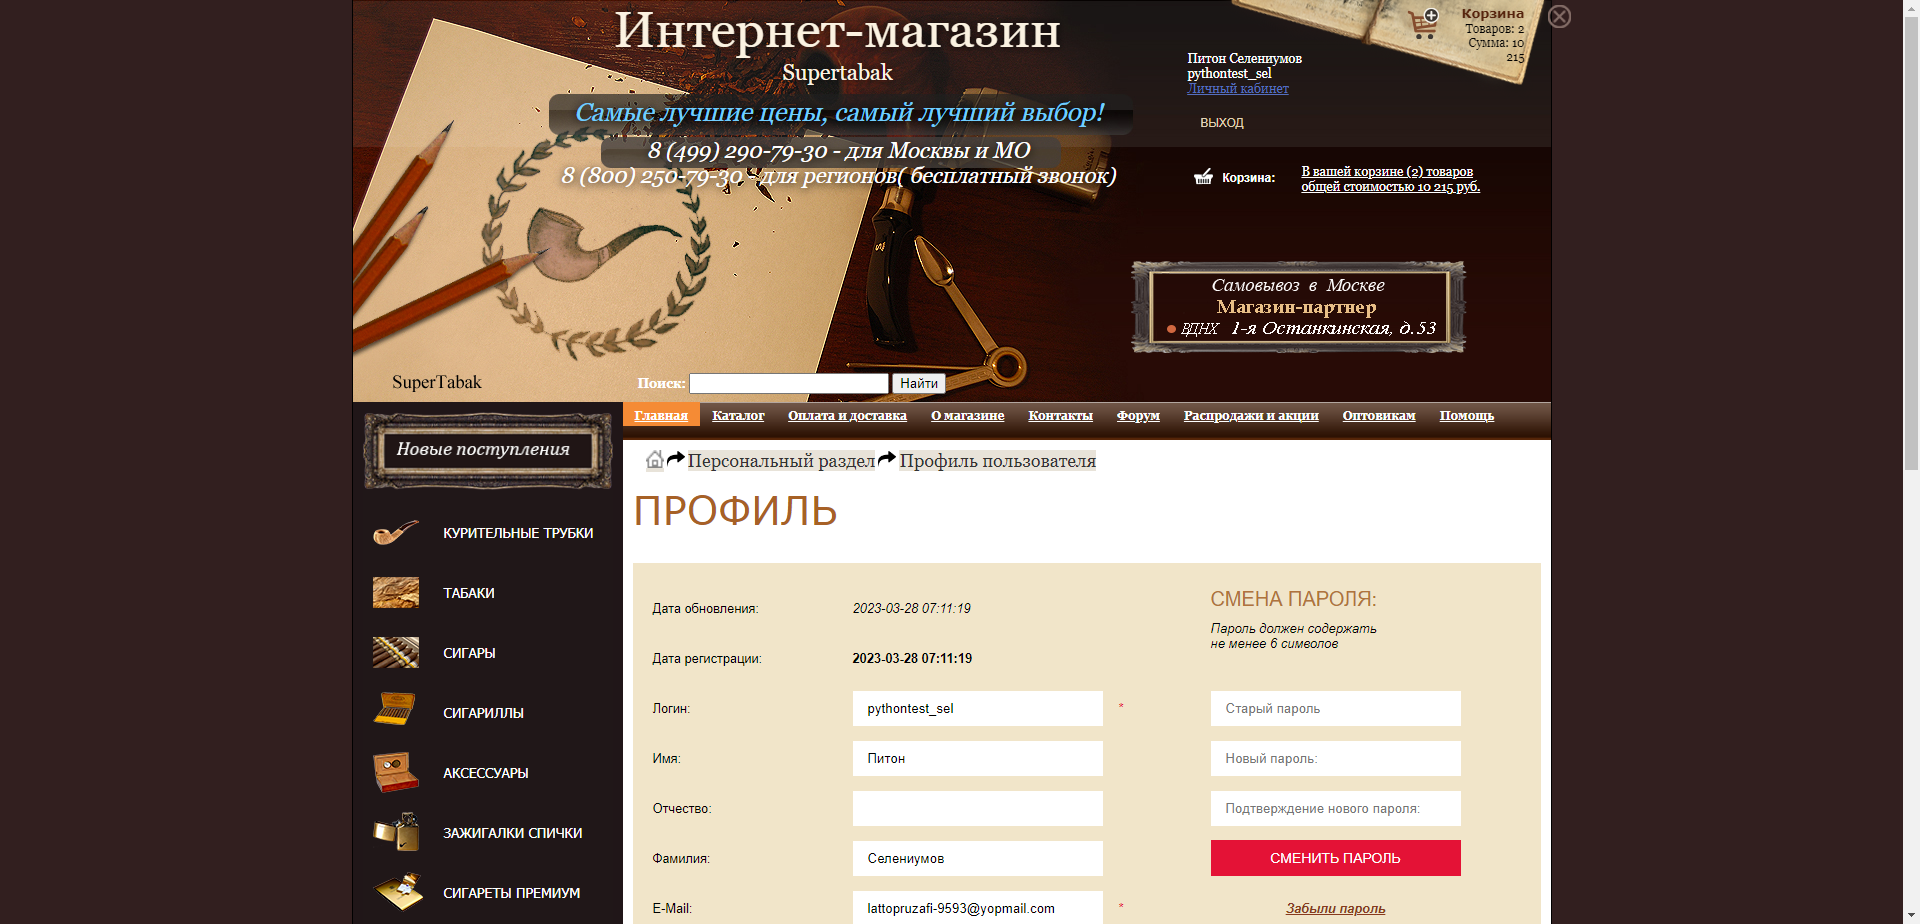 Интернет-магазин
Supertabak
Самые лучшие цены, самый лучший выбор!
8 (499) 290-79-30 - для Москвы и МО
8 (800) 250-79-30 - для регионов( бесплатный звонок)
Корзина
Товаров: 2
Сумма: 10
215
Питон Селениумов
pythontest_sel
Личный кабинет
ВЫХОД
Корзина:
В вашей корзине (2) товаров
общей стоимостью 10 215 руб.
Самовывоз в Москве
Магазин-партнер
ВДНХ 1-я Останкинская, д.53
SuperTabak
Поиск:
Найти
Главная Каталог Оплата и доставка О магазине Контакты Форум Распродажи и акции Оптовикам Помощь
Новые поступления
КУРИТЕЛЬНЫЕ ТРУБКИ
ТАБАКИ
СИГАРЫ
СИГАРИЛЛЫ
АКСЕССУАРЫ
ЗАЖИГАЛКИ СПИЧКИ
СИГАРЕТЫ ПРЕМИУМ
Персональный раздел Профиль пользователя
ПРОФИЛЬ
Дата обновления: 2023-03-28 07:11:19
Дата регистрации: 2023-03-28 07:11:19
Логин: pythontest_sel *
Имя: Питон
Отчество:
Фамилия: Селениумов
E-Mail: lattopruzafi-9593@yopmail.com *
СМЕНА ПАРОЛЯ:
Пароль должен содержать
не менее 6 символов
Старый пароль
Новый пароль:
Подтверждение нового пароля:
СМЕНИТЬ ПАРОЛЬ
Забыли пароль